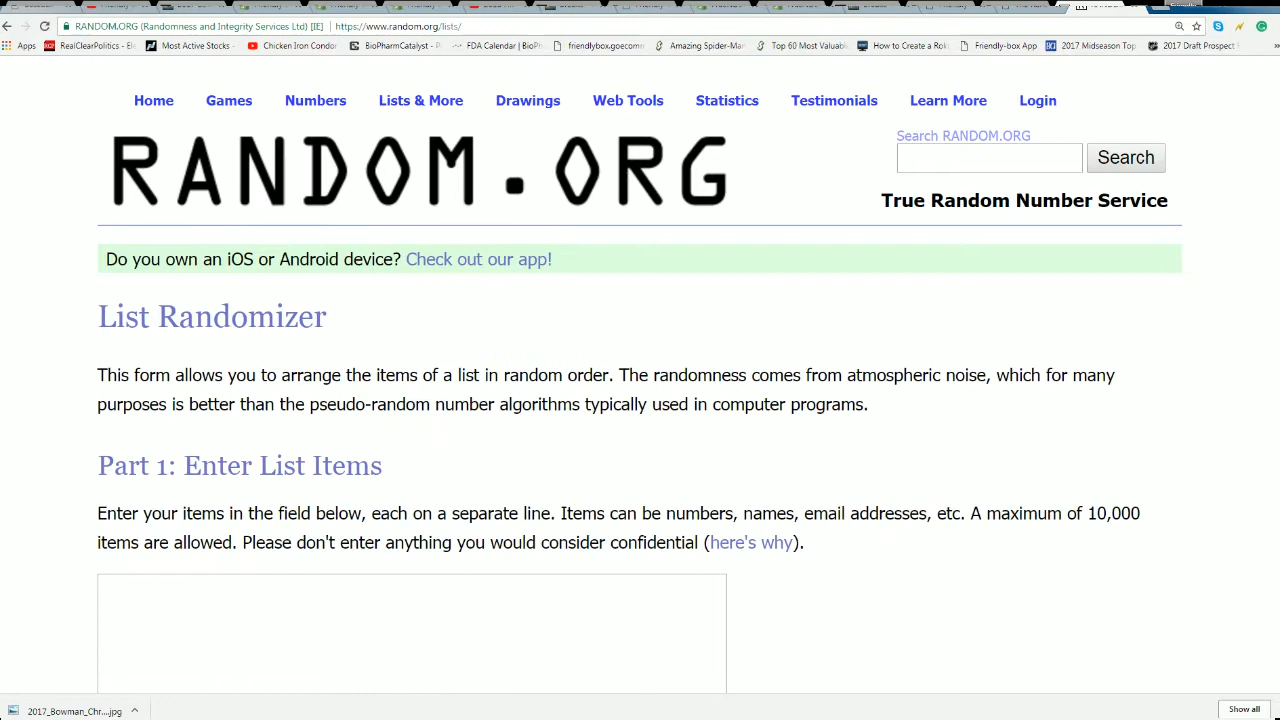 RANDOM.ORG (Randomness and Integrity Services Ltd) [IE] https://www.random.org/lists/
Apps RealClearPolitics - Ele Most Active Stocks - Chicken Iron Condor BioPharmCatalyst - P FDA Calendar | BioPh friendlybox.goecomm Amazing Spider-Man Top 60 Most Valuabl How to Create a Rok Friendly-box App 2017 Midseason Top 2017 Draft Prospect
Home Games Numbers Lists & More Drawings Web Tools Statistics Testimonials Learn More Login
RANDOM.ORG
Search RANDOM.ORG
Search
True Random Number Service
Do you own an iOS or Android device? Check out our app!
List Randomizer
This form allows you to arrange the items of a list in random order. The randomness comes from atmospheric noise, which for many
purposes is better than the pseudo-random number algorithms typically used in computer programs.
Part 1: Enter List Items
Enter your items in the field below, each on a separate line. Items can be numbers, names, email addresses, etc. A maximum of 10,000
items are allowed. Please don't enter anything you would consider confidential (here's why).
2017_Bowman_Chr....jpg
Show all